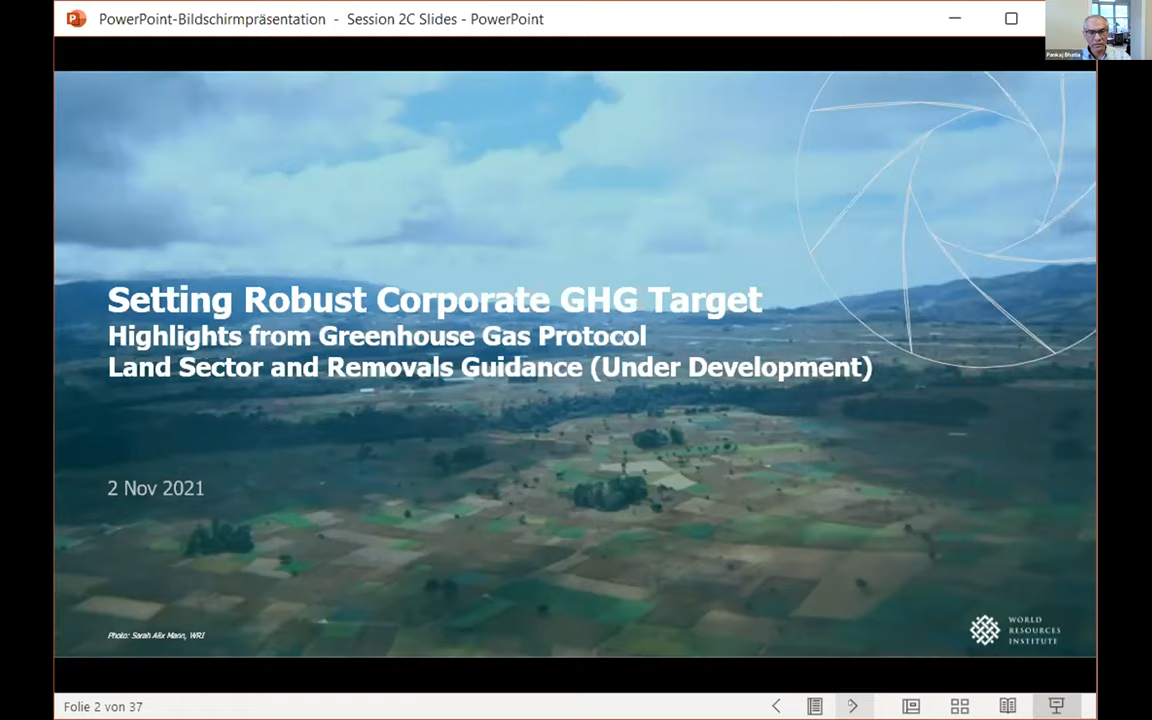 PowerPoint-Bildschirmpräsentation - Session 2C Slides - PowerPoint
Pankaj Bhatia
Setting Robust Corporate GHG Target
Highlights from Greenhouse Gas Protocol
Land Sector and Removals Guidance (Under Development)
2 Nov 2021
Photo: Sarah Alix Mann, WRI
WORLD
RESOURCES
INSTITUTE
Folie 2 von 37